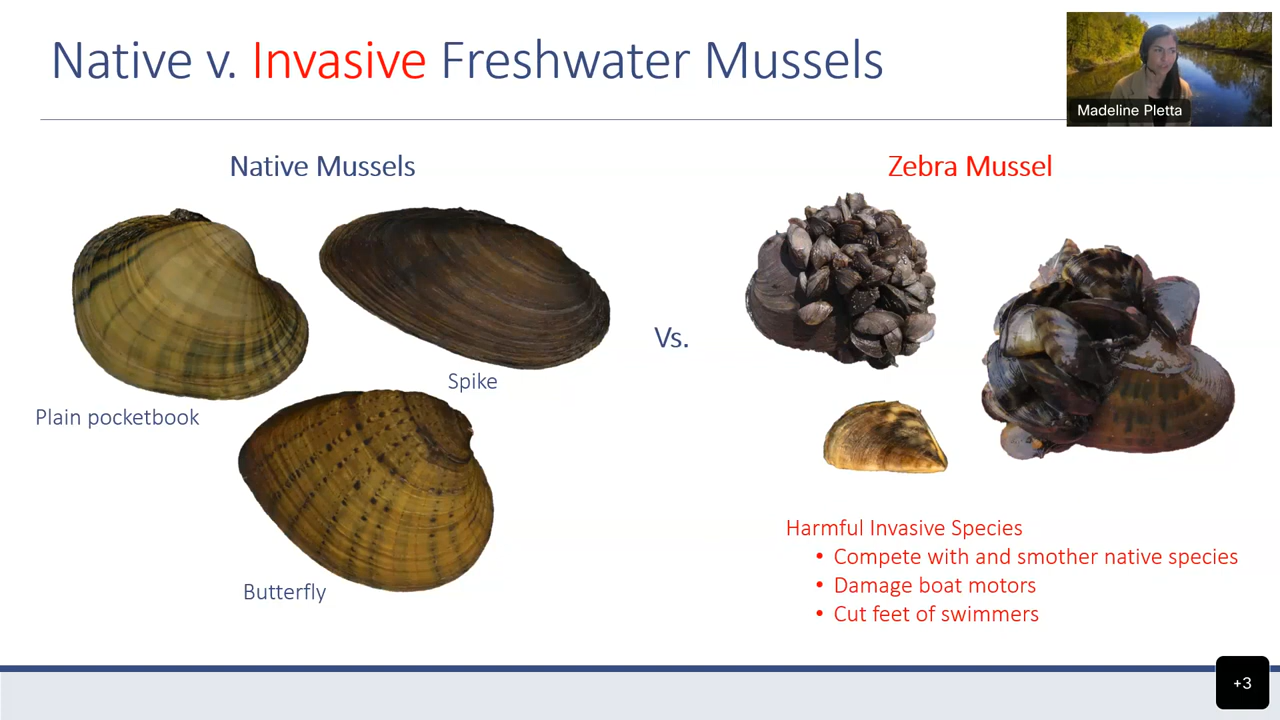 Native v. Invasive Freshwater Mussels
Madeline Pletta
Native Mussels
Zebra Mussel
Vs.
Spike
Plain pocketbook
Butterfly
Harmful Invasive Species
• Compete with and smother native species
• Damage boat motors
• Cut feet of swimmers
+3